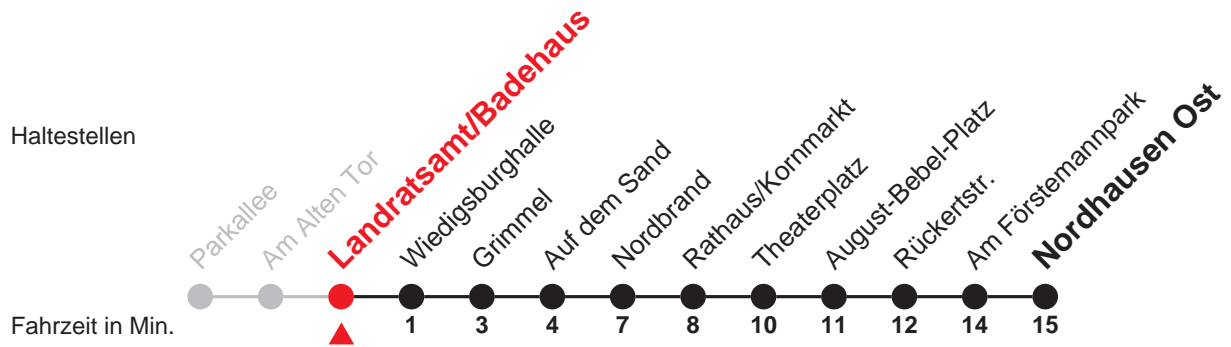 Haltestellen
Parkallee
Am Alten Tor
Landratsamt/Badehaus
Wiedigsburghalle
Grimmel
Auf dem Sand
Nordbrand
Rathaus/Kornmarkt
Theaterplatz
August-Bebel-Platz
Rückertstr.
Am Förstemannpark
Nordhausen Ost
Fahrzeit in Min. 1 3 4 7 8 10 11 12 14 15